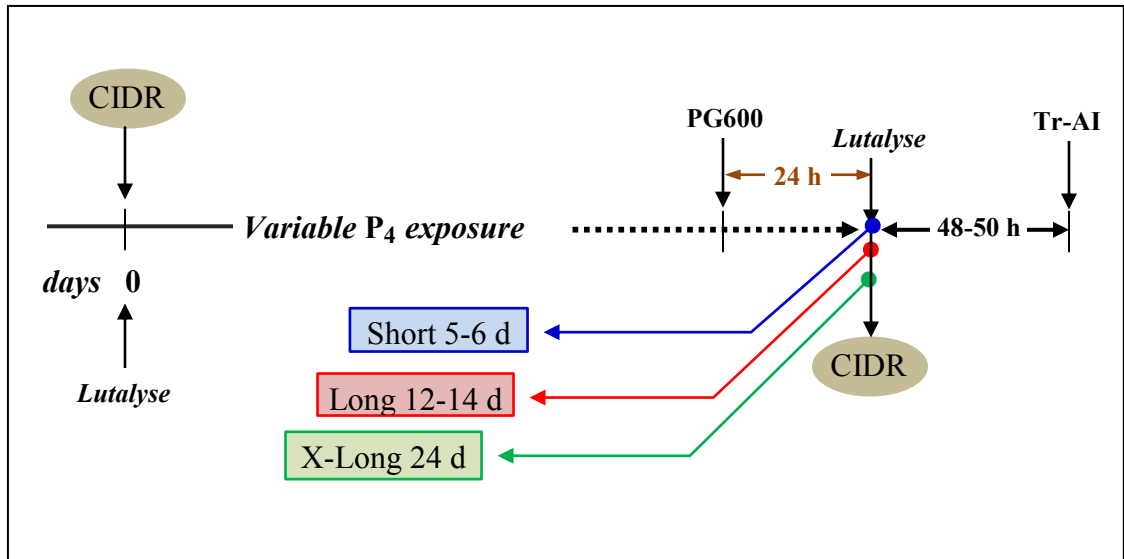 CIDR
PG600
Tr-AI
Lutalyse
24 h
Variable P₄ exposure
48-50 h
days 0
Short 5-6 d
CIDR
Lutalyse
Long 12-14 d
X-Long 24 d